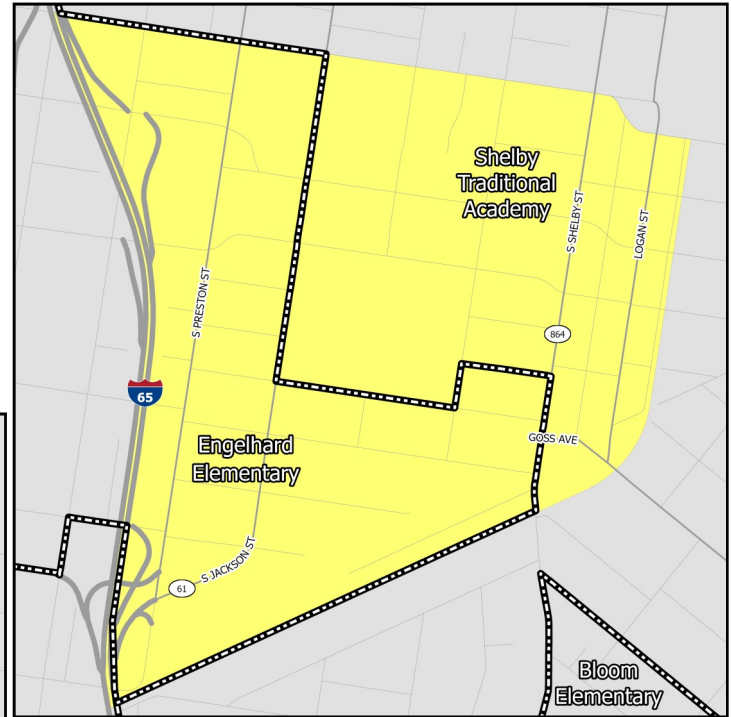 Shelby
Traditional
Academy
S SHELBY ST
LOGAN ST
S PRESTON ST
864
65
GOSS AVE
Engelhard
Elementary
S JACKSON ST
61
Bloom
Elementary